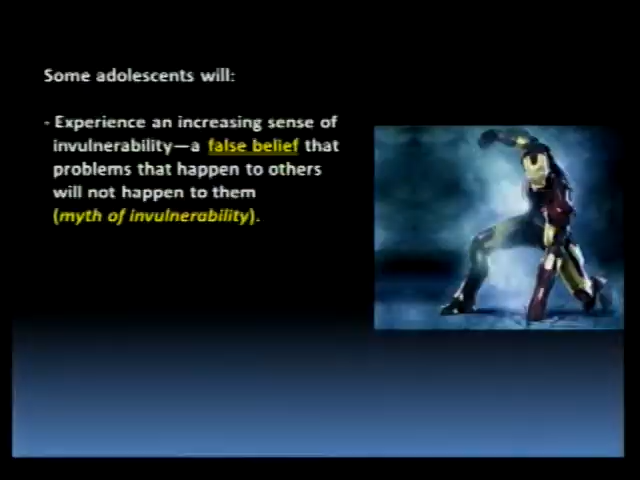 Some adolescents will:
- Experience an increasing sense of
invulnerability—a false belief that
problems that happen to others
will not happen to them
(myth of invulnerability).